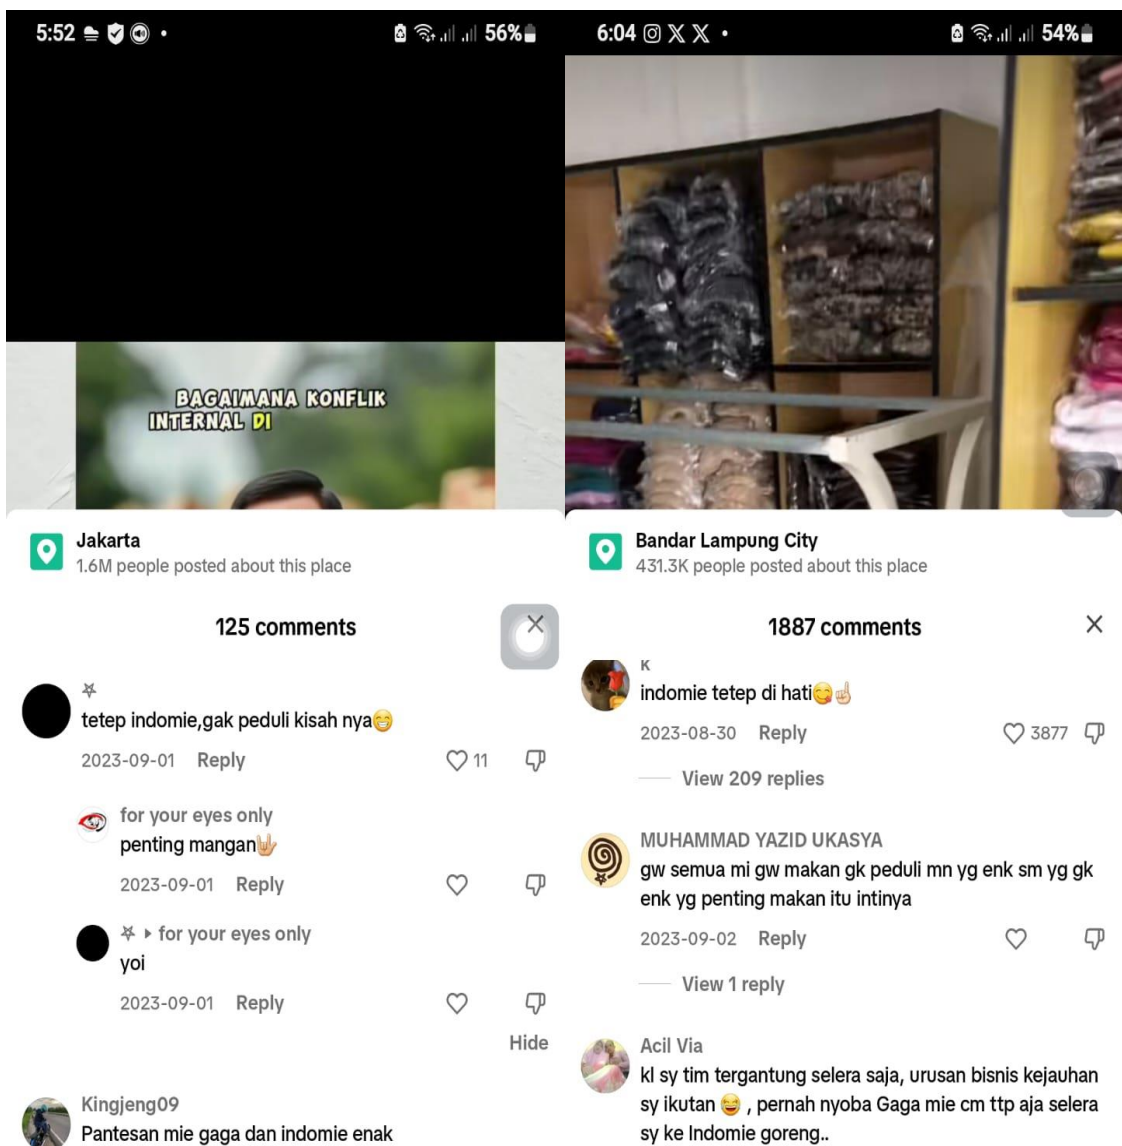 5:52
56%
BAGAIMANA KONFLIK
INTERNAL DI
Jakarta
1.6M people posted about this place
125 comments
tetep indomie,gak peduli kisah nya😁
2023-09-01 Reply 11
for your eyes only
penting mangan🤟🏼
2023-09-01 Reply
for your eyes only
yoi
2023-09-01 Reply
Hide
Kingjeng09
Pantesan mie gaga dan indomie enak
6:04
54%
Bandar Lampung City
431.3K people posted about this place
1887 comments
K
indomie tetep di hati😋☝🏻
2023-08-30 Reply 3877
View 209 replies
MUHAMMAD YAZID UKASYA
gw semua mi gw makan gk peduli mn yg enk sm yg gk
enk yg penting makan itu intinya
2023-09-02 Reply
View 1 reply
Acil Via
kl sy tim tergantung selera saja, urusan bisnis kejauhan
sy ikutan 😆 , pernah nyoba Gaga mie cm ttp aja selera
sy ke Indomie goreng..